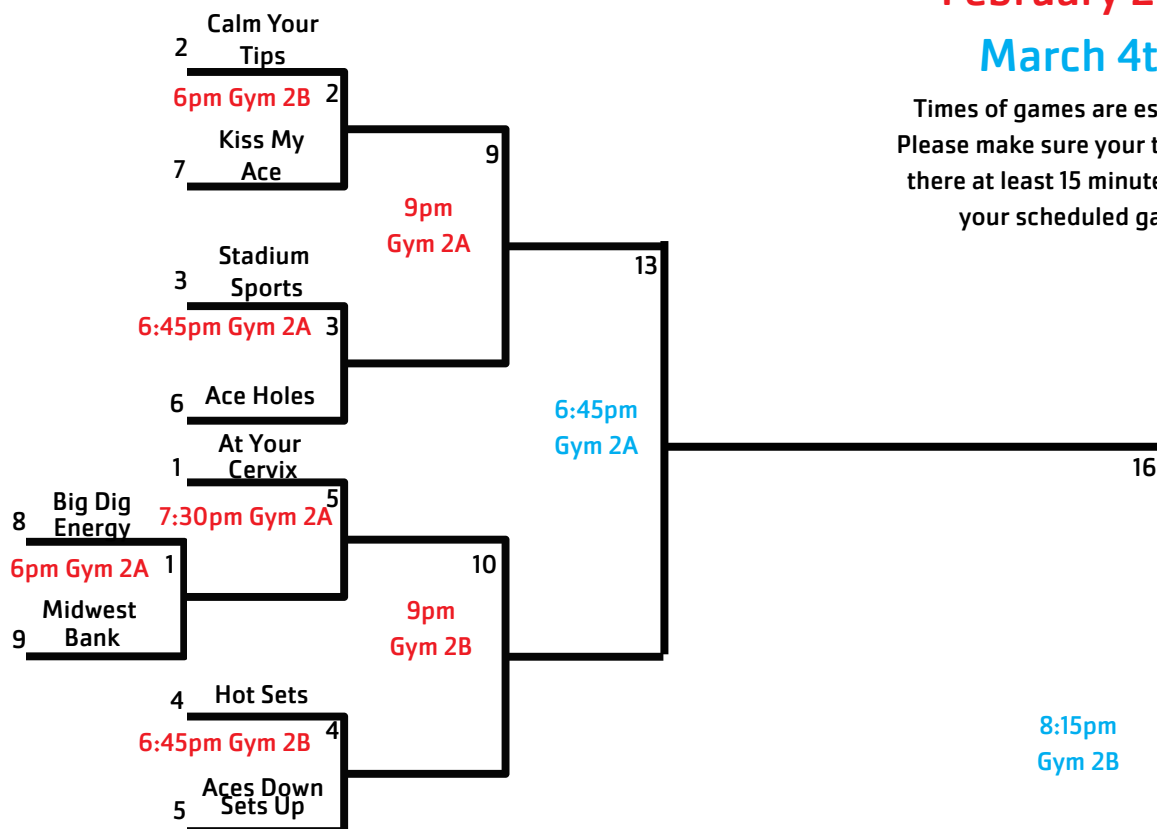 February 2
March 4t
Times of games are es
Please make sure your t
there at least 15 minute
your scheduled ga
2
Calm Your
Tips
6pm Gym 2B
2
7
Kiss My
Ace
9
9pm
Gym 2A
3
Stadium
Sports
6:45pm Gym 2A
3
6
Ace Holes
13
6:45pm
Gym 2A
1
At Your
Cervix
7:30pm Gym 2A
5
8
Big Dig
Energy
6pm Gym 2A
1
9
Midwest
Bank
10
9pm
Gym 2B
4
Hot Sets
6:45pm Gym 2B
4
5
Aces Down
Sets Up
16
8:15pm
Gym 2B